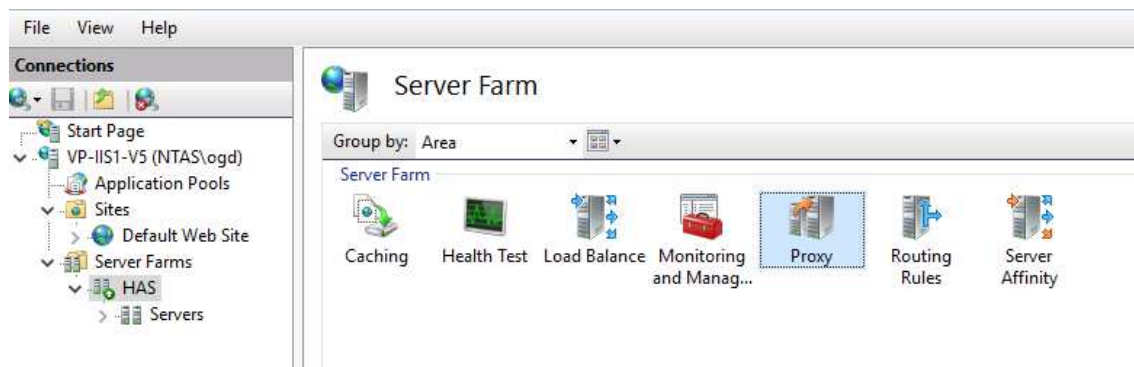 File View Help
Connections
Start Page
VP-IIS1-V5 (NTAS\ogd)
Application Pools
Sites
Default Web Site
Server Farms
HAS
Servers
Server Farm
Group by: Area
Server Farm
Caching Health Test Load Balance Monitoring and Manag... Proxy Routing Rules Server Affinity